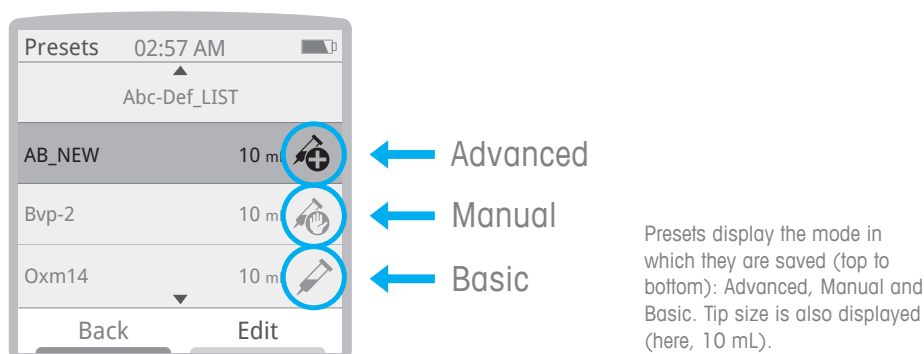 Presets 02:57 AM
Abc-Def_LIST
AB_NEW 10 mL
Advanced
Bvp-2 10 m
Manual
Oxm14 10 m
Basic
Back Edit
Presets display the mode in
which they are saved (top to
bottom): Advanced, Manual and
Basic. Tip size is also displayed
(here, 10 mL).